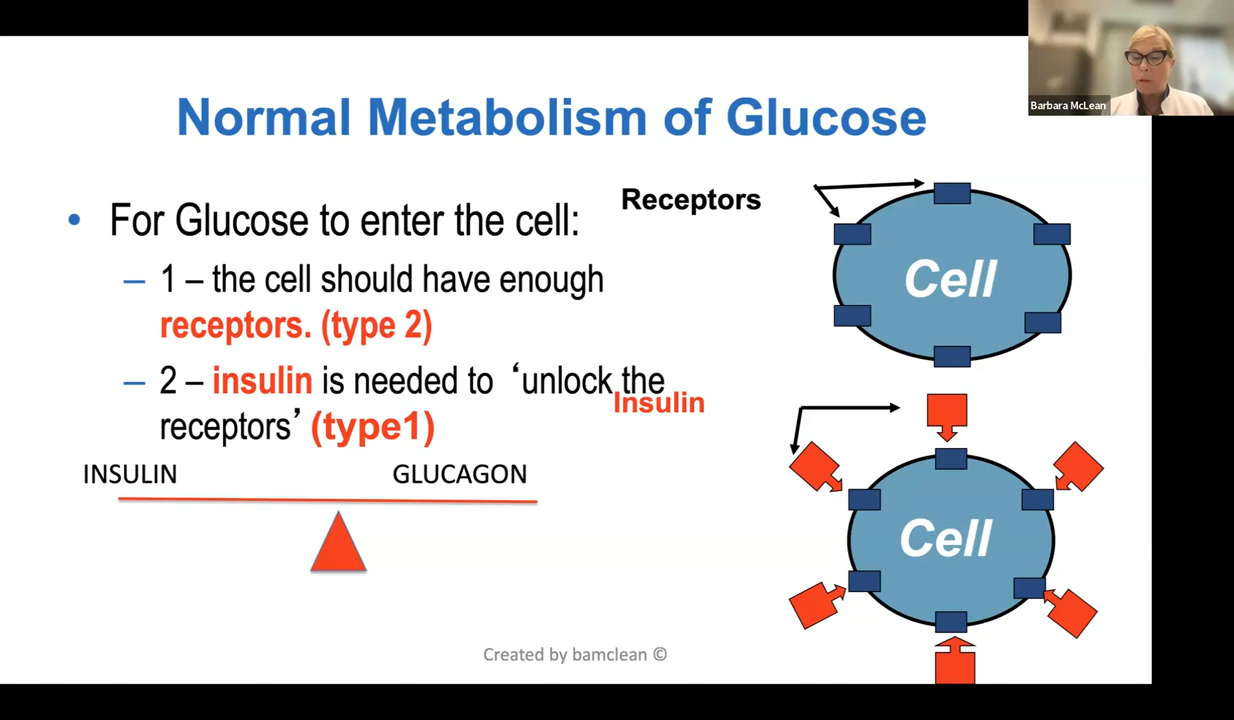 Barbara McLean
Normal Metabolism of Glucose
• For Glucose to enter the cell:
– 1 – the cell should have enough
receptors. (type 2)
– 2 – insulin is needed to ‘unlock the
receptors’ (type1)
INSULIN
GLUCAGON
Receptors
Cell
Insulin
Cell
Created by bamclean ©